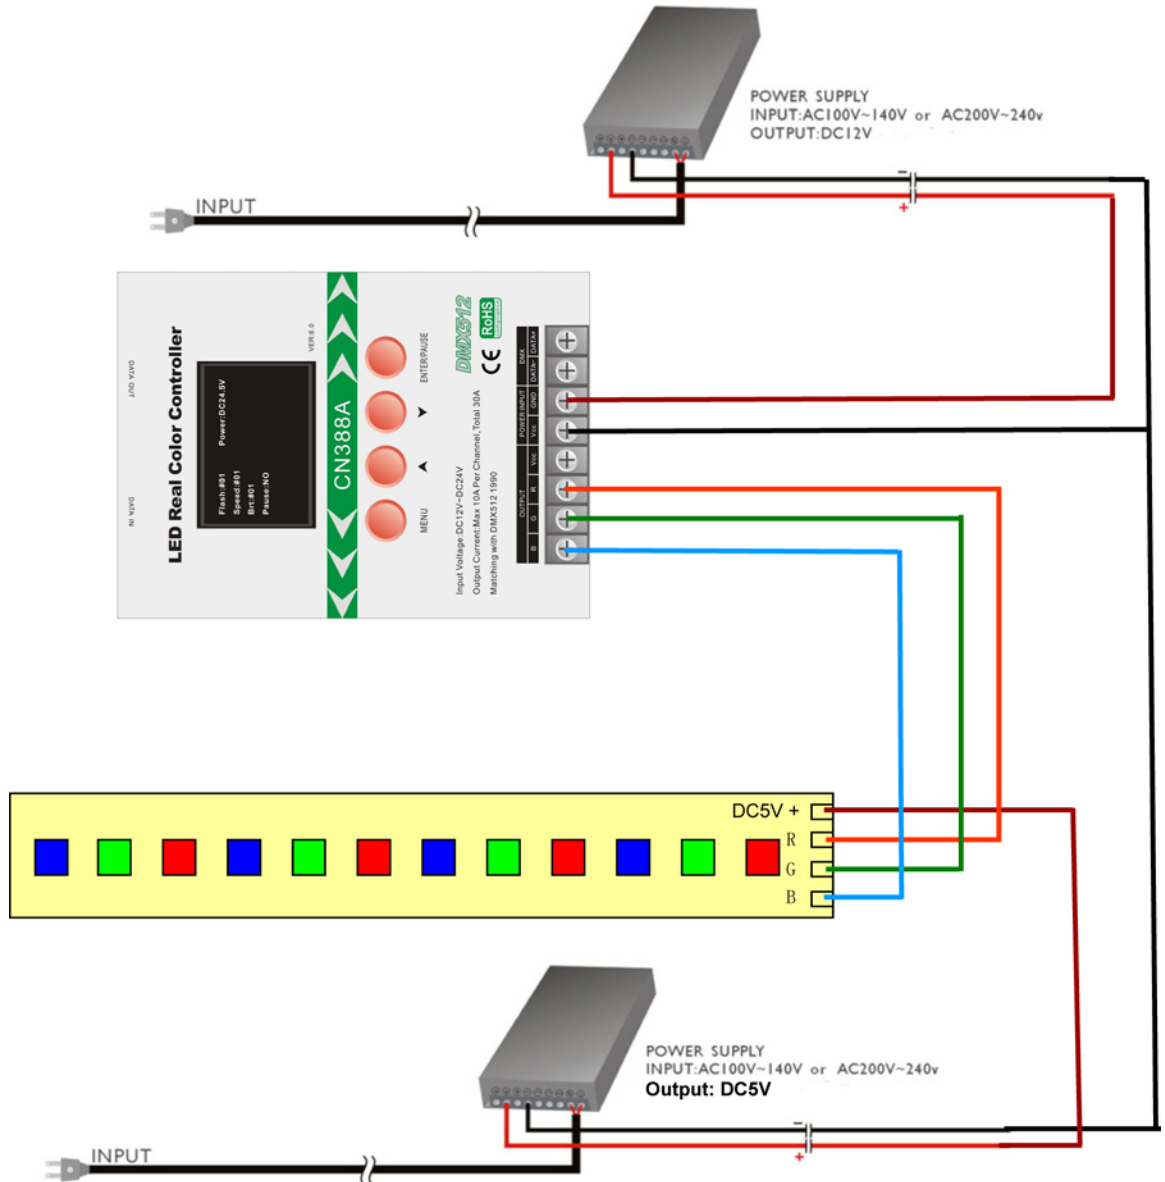 POWER SUPPLY
INPUT:AC100V~140V or AC200V~240v
OUTPUT:DC12V
−
+
INPUT
LED Real Color Controller
DATA OUT
DATA IN
Power:DC24.5V
Flash:#01
Speed:#01
Brt:#01
Pause:NO
VER:6.0
CN388A
ENTER/PAUSE
MENU
DMX512
RoHS
CE
Input Voltage:DC12V~DC24V
Output Current:Max 10A Per Channel,Total 30A
Matching with DMX512 1990
DMX
POWER INPUT
OUTPUT
DATA+
DATA-
GND
Vcc
Vcc
R
G
B
DC5V +
R
G
B
POWER SUPPLY
INPUT:AC100V~140V or AC200V~240v
Output: DC5V
−
+
INPUT